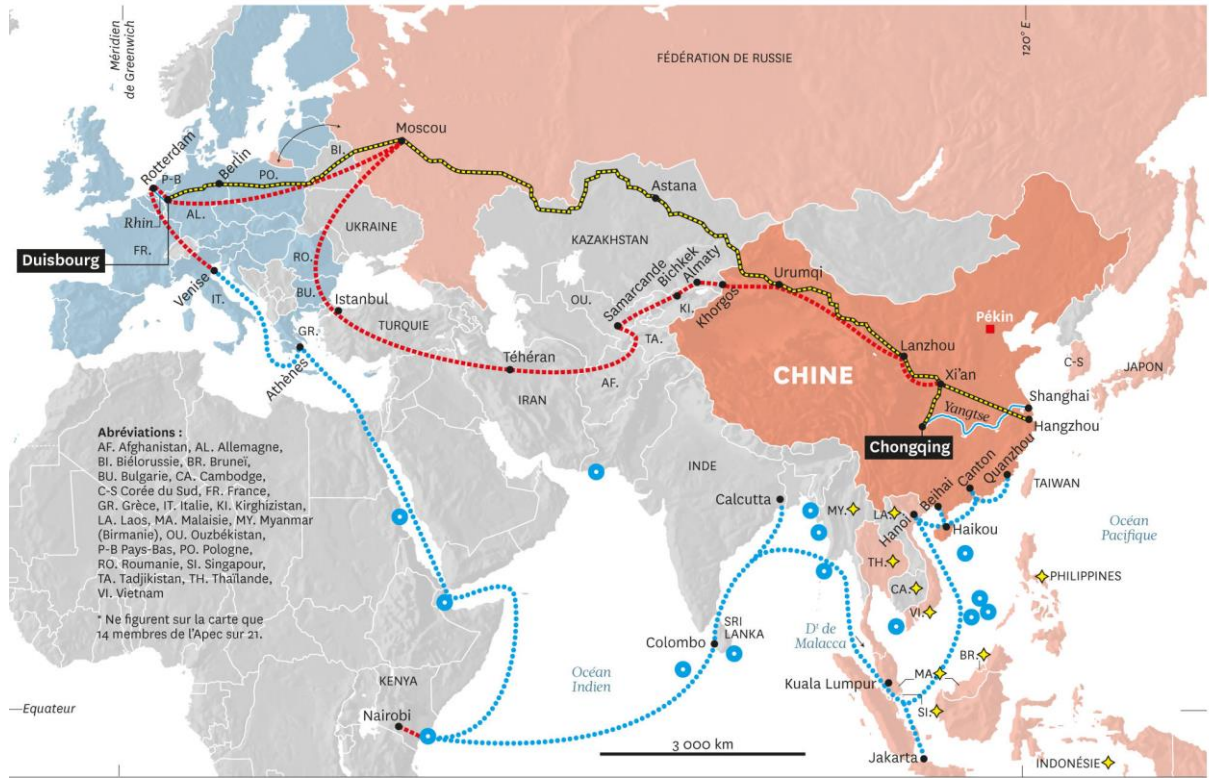 Méridien
de Greenwich
120° E
FÉDÉRATION DE RUSSIE
Moscou
BI.
Rotterdam
P-B
Berlin
PO.
Astana
Rhin
AL.
UKRAINE
KAZAKHSTAN
FR.
Duisbourg
RO.
Bichkek
Almaty
Urumqi
Venise
IT.
BU.
Istanbul
OU.
Samarcande
KI.
Khorgos
Pékin
GR.
TURQUIE
TA.
Lanzhou
C-S
JAPON
Athènes
Téhéran
AF.
CHINE
Xi'an
Shanghai
IRAN
Yangtse
Hangzhou
Chongqing
Abréviations :
AF. Afghanistan, AL. Allemagne,
BI. Biélorussie, BR. Bruneï,
BU. Bulgarie, CA. Cambodge,
C-S Corée du Sud, FR. France,
GR. Grèce, IT. Italie, KI. Kirghizistan,
LA. Laos, MA. Malaisie, MY. Myanmar
(Birmanie), OU. Ouzbékistan,
P-B Pays-Bas, PO. Pologne,
RO. Roumanie, SI. Singapour,
TA. Tadjikistan, TH. Thaïlande,
VI. Vietnam
* Ne figurent sur la carte que
14 membres de l'Apec sur 21.
INDE
Calcutta
Beihai
Canton
Quanzhou
TAIWAN
MY.
LA.
Hanoï
Haikou
Océan
Pacifique
TH.
PHILIPPINES
CA.
VI.
SRI
LANKA
Colombo
Dt de
Malacca
Océan
Indien
BR.
KENYA
Kuala Lumpur
MA.
Equateur
Nairobi
SI.
3 000 km
Jakarta
INDONÉSIE